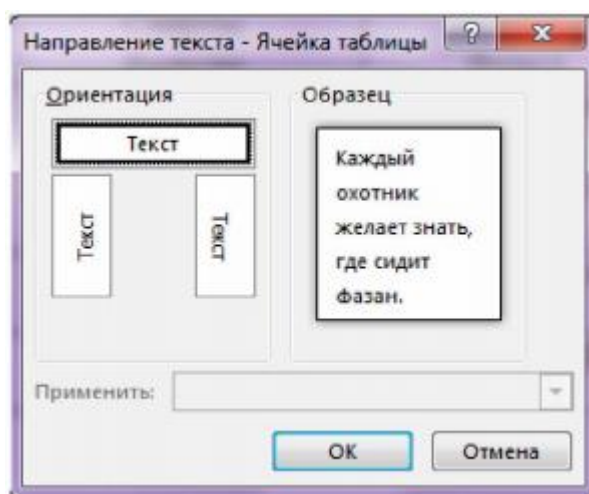 Направление текста - Ячейка таблицы
Ориентация
Образец
Текст
Текст
Текст
Каждый
охотник
желает знать,
где сидит
фазан.
Применить:
ОК
Отмена